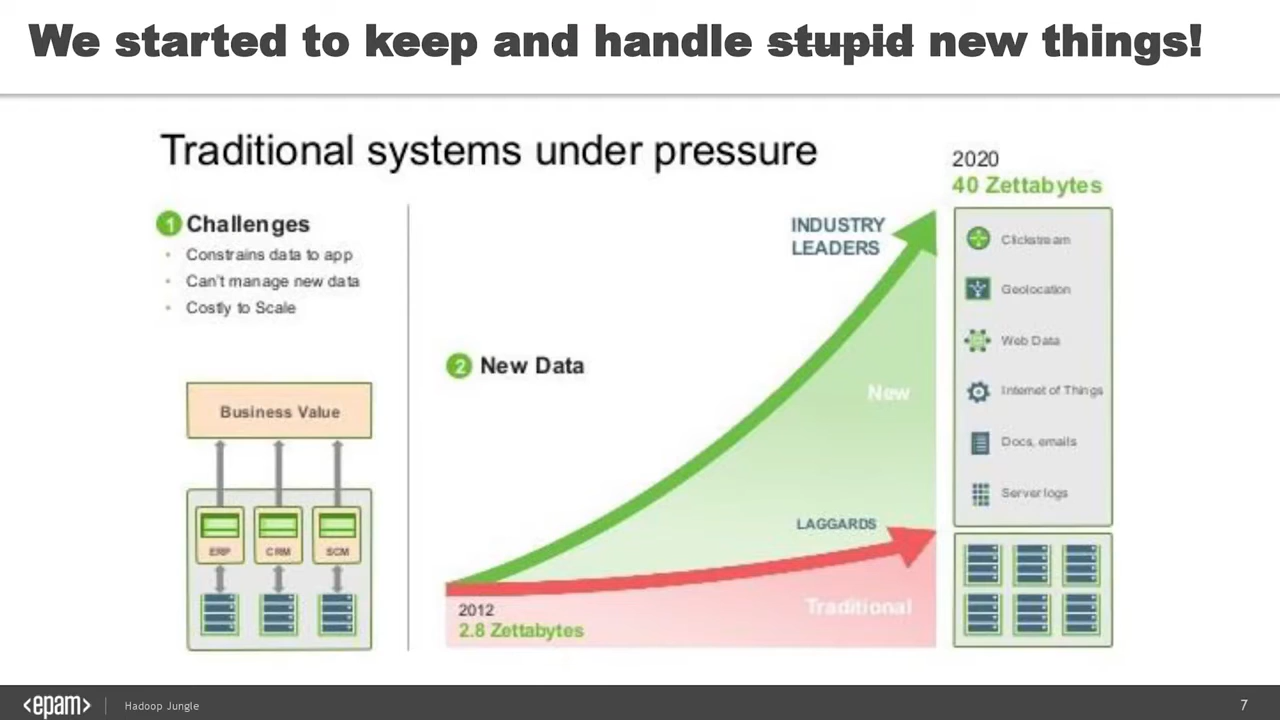 We started to keep and handle stupid new things!
Traditional systems under pressure
1 Challenges
• Constrains data to app
• Can't manage new data
• Costly to Scale
Business Value
ERP CRM SCM
2 New Data
INDUSTRY
LEADERS
New
LAGGARDS
Traditional
2012
2.8 Zettabytes
2020
40 Zettabytes
Clickstream
Geolocation
Web Data
Internet of Things
Docs, emails
Server logs
<epam> Hadoop Jungle 7